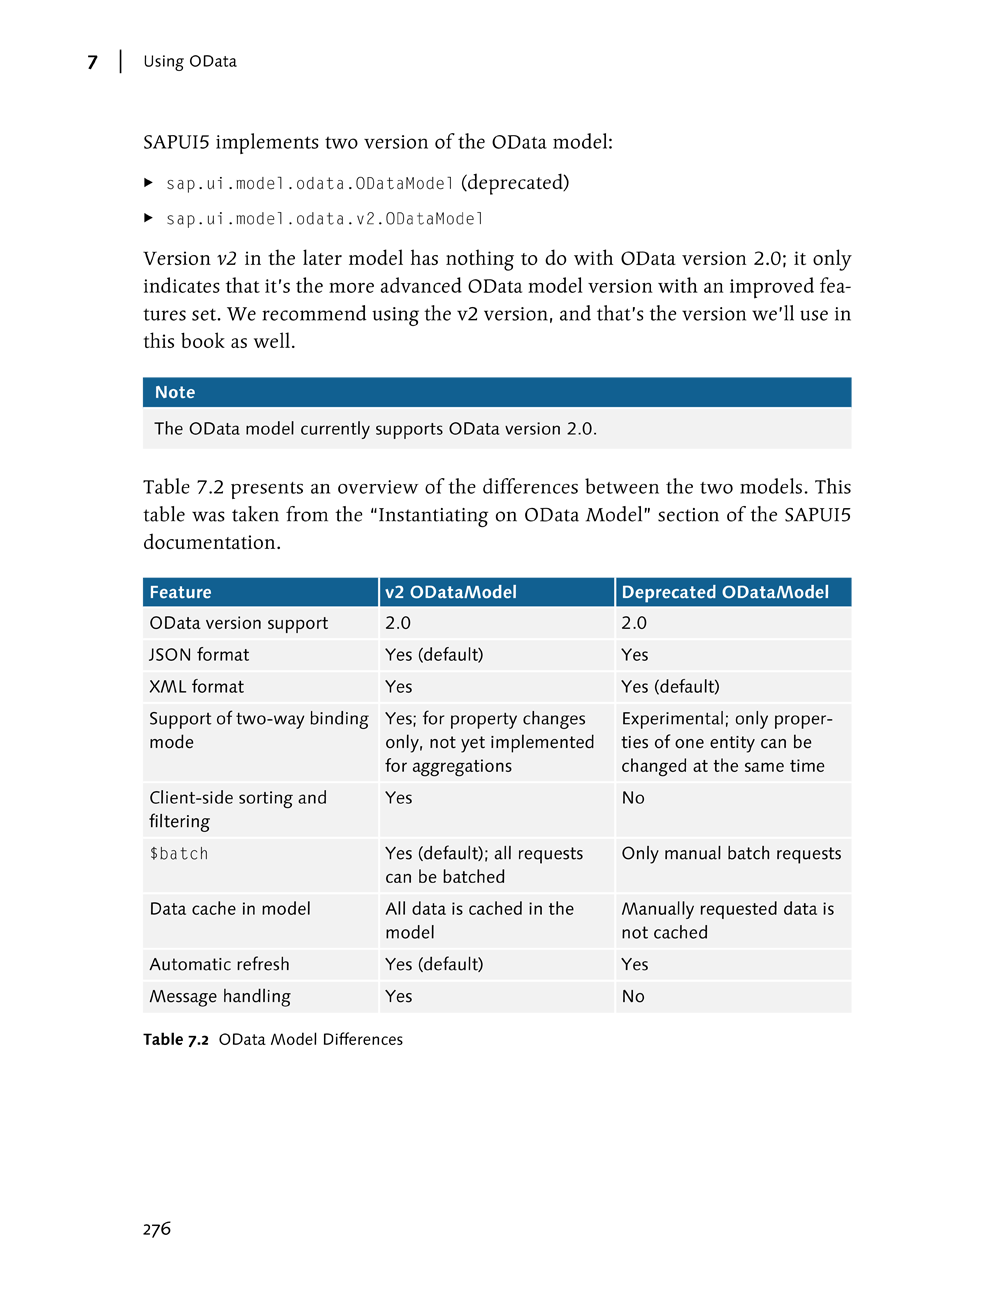 7 | Using OData
SAPUI5 implements two version of the OData model:
▶ sap.ui.model.odata.ODataModel (deprecated)
▶ sap.ui.model.odata.v2.ODataModel
Version v2 in the later model has nothing to do with OData version 2.0; it only
indicates that it's the more advanced OData model version with an improved fea-
tures set. We recommend using the v2 version, and that's the version we'll use in
this book as well.
Note
The OData model currently supports OData version 2.0.
Table 7.2 presents an overview of the differences between the two models. This
table was taken from the “Instantiating on OData Model” section of the SAPUI5
documentation.
Feature v2 ODataModel Deprecated ODataModel
OData version support 2.0 2.0
JSON format Yes (default) Yes
XML format Yes Yes (default)
Support of two-way binding Yes; for property changes Experimental; only proper-
mode only, not yet implemented ties of one entity can be
for aggregations changed at the same time
Client-side sorting and Yes No
filtering
$batch Yes (default); all requests Only manual batch requests
can be batched
Data cache in model All data is cached in the Manually requested data is
model not cached
Automatic refresh Yes (default) Yes
Message handling Yes No
Table 7.2 OData Model Differences
276